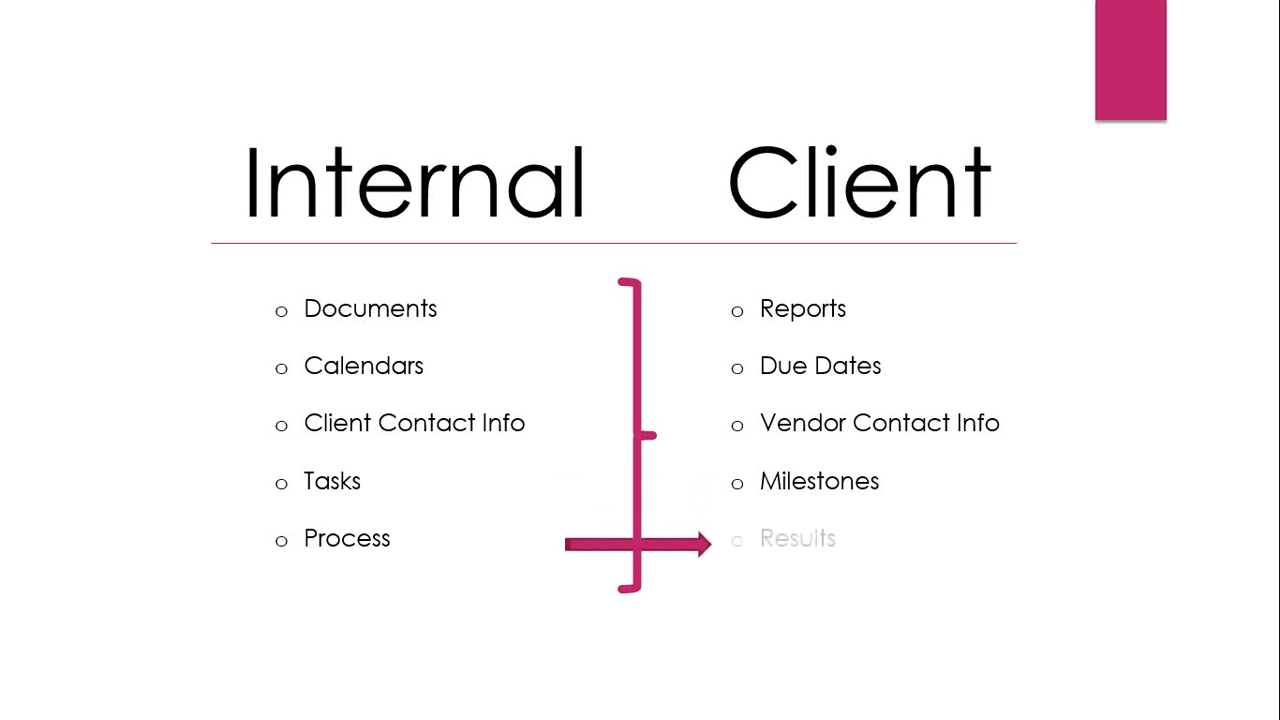 Internal
Client
Documents
Calendars
Client Contact Info
Tasks
Process
Reports
Due Dates
Vendor Contact Info
Milestones
Results